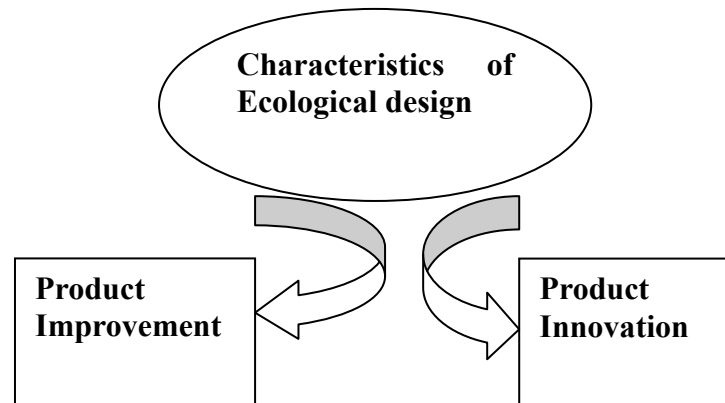 Characteristics of
Ecological design
Product
Improvement
Product
Innovation